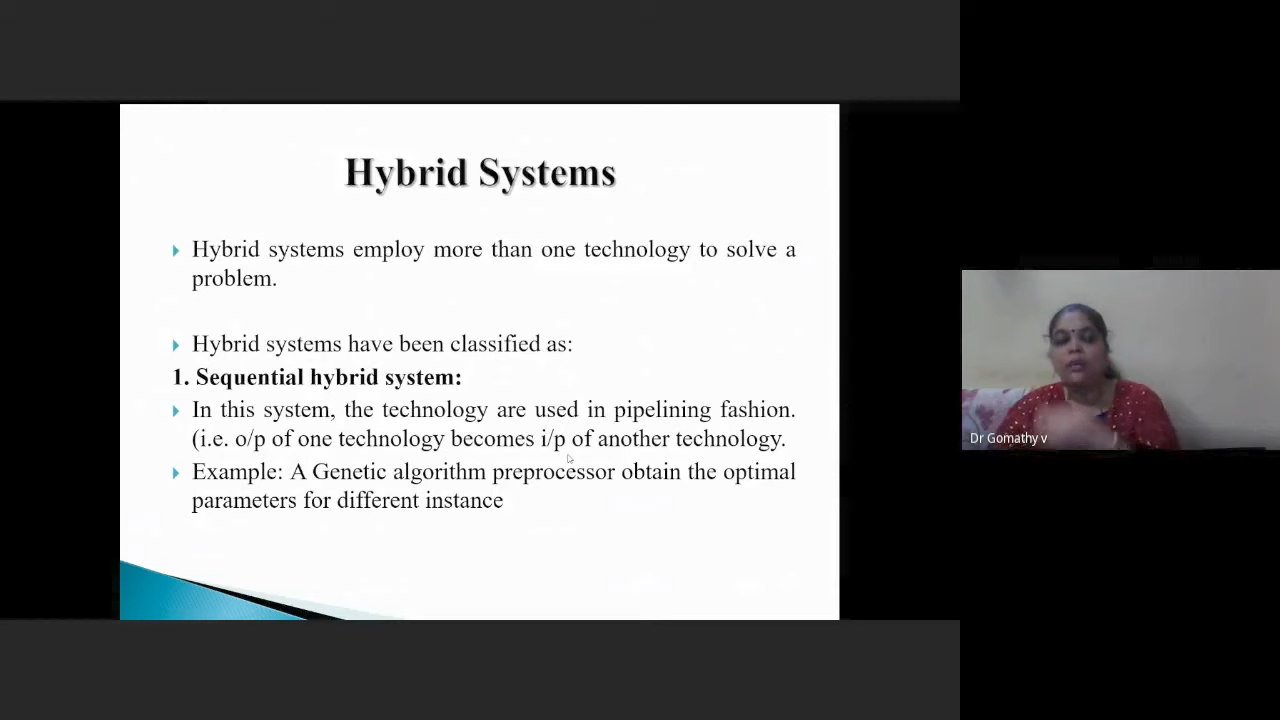 Hybrid Systems
Hybrid systems employ more than one technology to solve a
problem.
Hybrid systems have been classified as:
1. Sequential hybrid system:
In this system, the technology are used in pipelining fashion.
(i.e. o/p of one technology becomes i/p of another technology.
Example: A Genetic algorithm preprocessor obtain the optimal
parameters for different instance
Dr Gomathy v